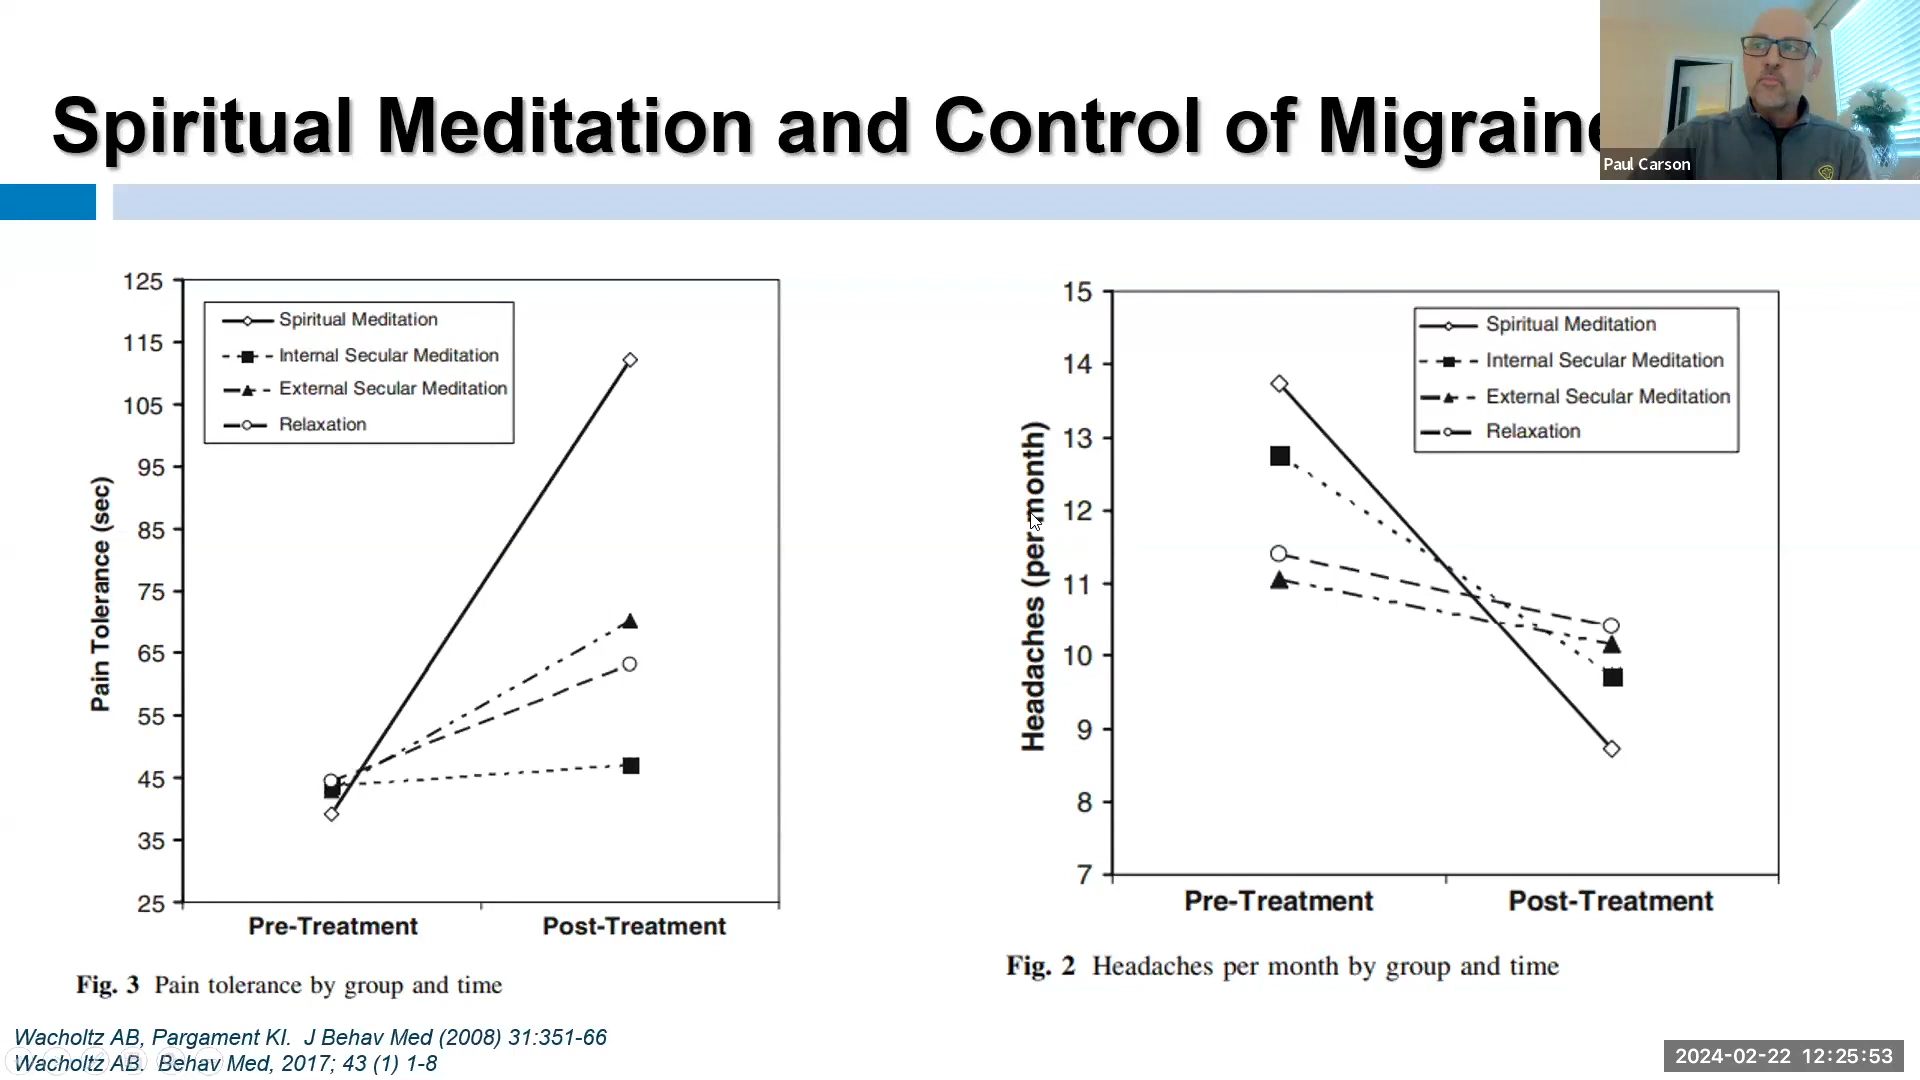 Spiritual Meditation and Control of Migraine
Paul Carson
125
115
105
95
85
75
65
55
45
35
25
Pain Tolerance (sec)
Spiritual Meditation
Internal Secular Meditation
External Secular Meditation
Relaxation
Pre-Treatment
Post-Treatment
Fig. 3 Pain tolerance by group and time
15
14
13
12
11
10
9
8
7
Headaches (per month)
Spiritual Meditation
Internal Secular Meditation
External Secular Meditation
Relaxation
Pre-Treatment
Post-Treatment
Fig. 2 Headaches per month by group and time
Wacholtz AB, Pargament KI. J Behav Med (2008) 31:351-66
Wacholtz AB. Behav Med, 2017; 43 (1) 1-8
2024-02-22 12:25:53